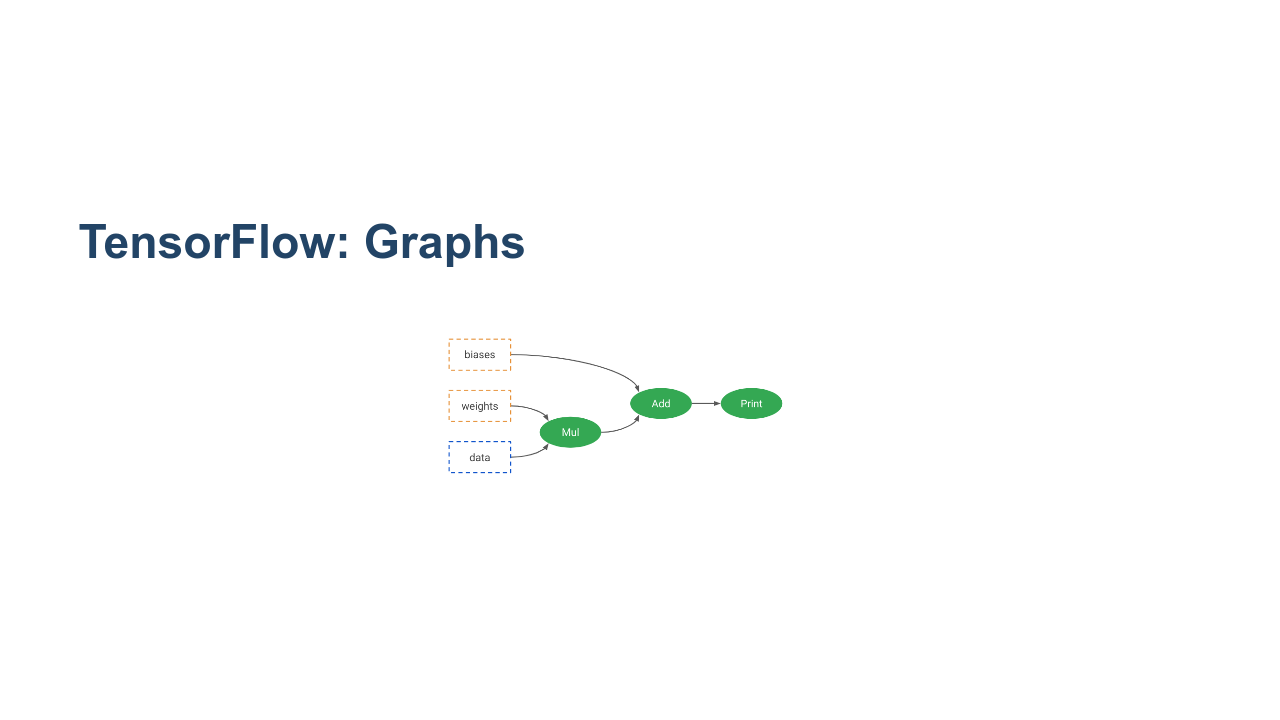 TensorFlow: Graphs
biases
weights
data
Mul
Add
Print